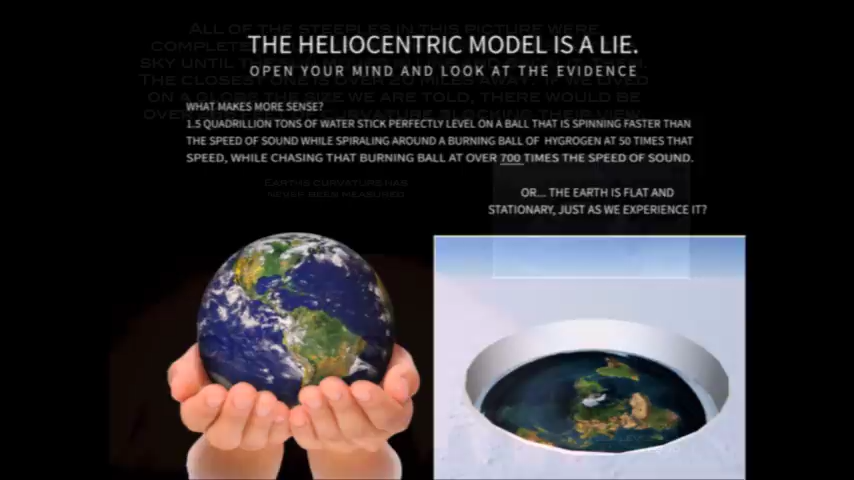 ALL OF THE STEEPLES IN THIS PICTURE WERE
COMPLETE
THE HELIOCENTRIC MODEL IS A LIE.
SKY UNTIL
OPEN YOUR MIND AND LOOK AT THE EVIDENCE
THE CLOSEST
ON A GLOBE THE SIZE WE ARE TOLD, THERE WOULD BE
WHAT MAKES MORE SENSE?
1.5 QUADRILLION TONS OF WATER STICK PERFECTLY LEVEL ON A BALL THAT IS SPINNING FASTER THAN
THE SPEED OF SOUND WHILE SPIRALING AROUND A BURNING BALL OF HYGROGEN AT 50 TIMES THAT
SPEED, WHILE CHASING THAT BURNING BALL AT OVER 700 TIMES THE SPEED OF SOUND.
EARTHS CURVATURE HAS
NEVER BEEN MEASURED
OR... THE EARTH IS FLAT AND
STATIONARY, JUST AS WE EXPERIENCE IT?